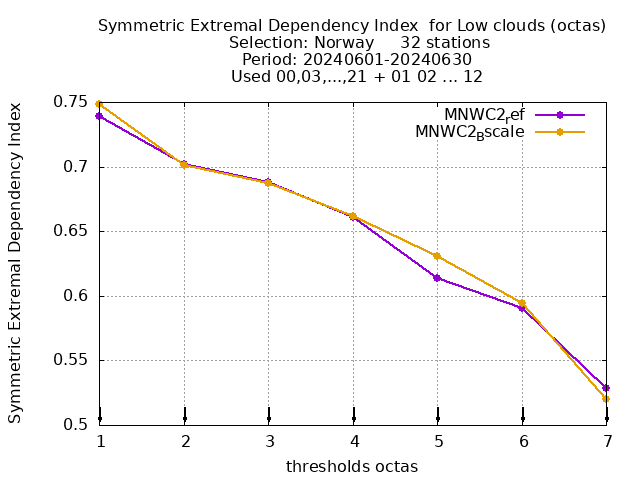 Symmetric Extremal Dependency Index  for Low clouds (octas)
Selection: Norway     32 stations
Period: 20240601-20240630
Used 00,03,...,21 + 01 02 ... 12
MNWC2_ref
MNWC2_Bscale
Symmetric Extremal Dependency Index
0.75
0.7
0.65
0.6
0.55
0.5
1 2 3 4 5 6 7
thresholds octas